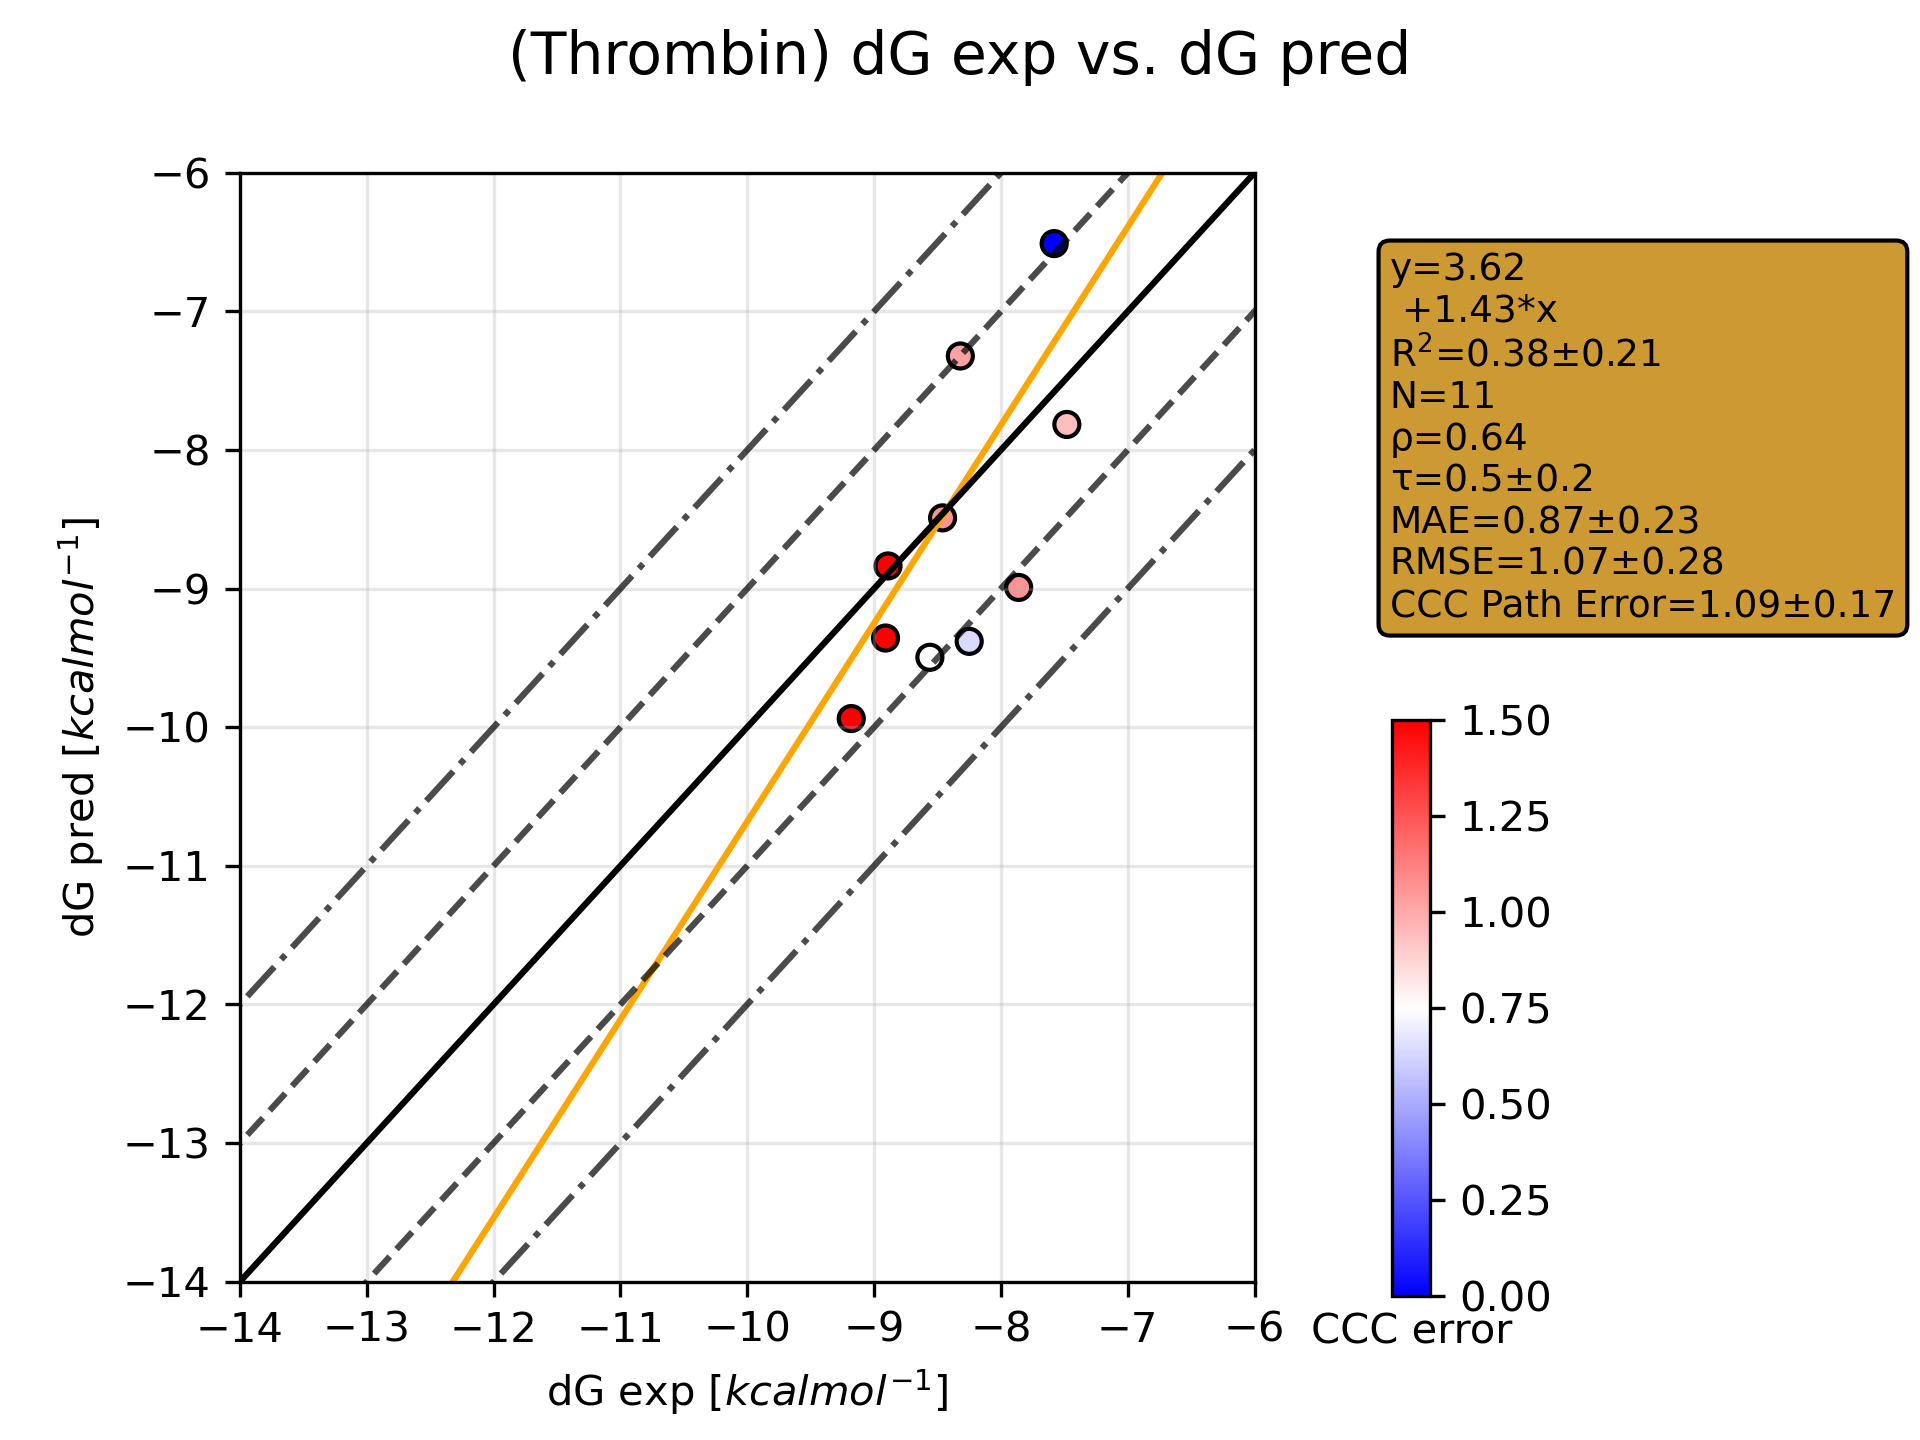 (Thrombin) dG exp vs. dG pred
−6
−7
−8
−9
−10
−11
−12
−13
−14
dG pred [kcalmol⁻¹]
−14 −13 −12 −11 −10 −9 −8 −7 −6
dG exp [kcalmol⁻¹]
y=3.62
+1.43*x
R²=0.38±0.21
N=11
ρ=0.64
τ=0.5±0.2
MAE=0.87±0.23
RMSE=1.07±0.28
CCC Path Error=1.09±0.17
1.50
1.25
1.00
0.75
0.50
0.25
0.00
CCC error